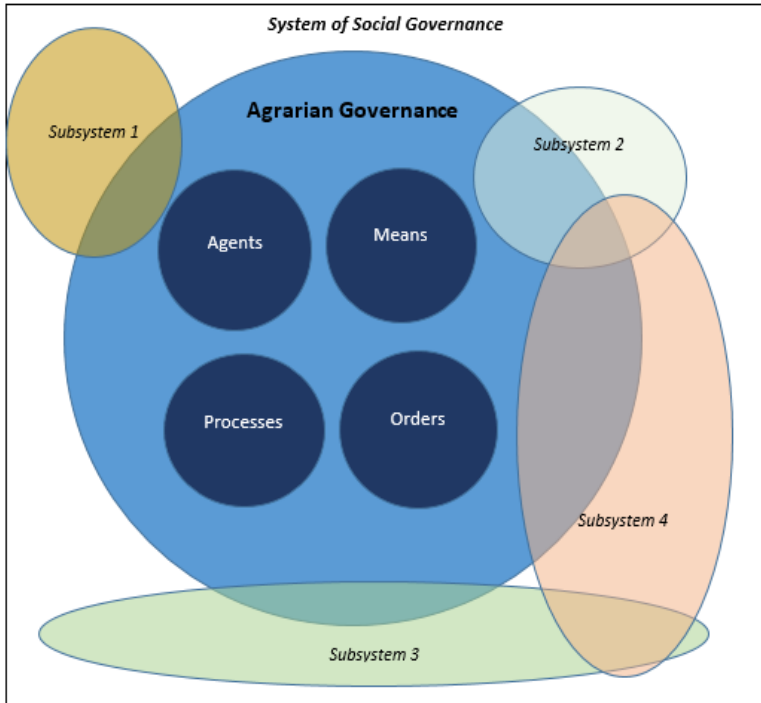 System of Social Governance
Agrarian Governance
Subsystem 1
Subsystem 2
Agents
Means
Processes
Orders
Subsystem 4
Subsystem 3